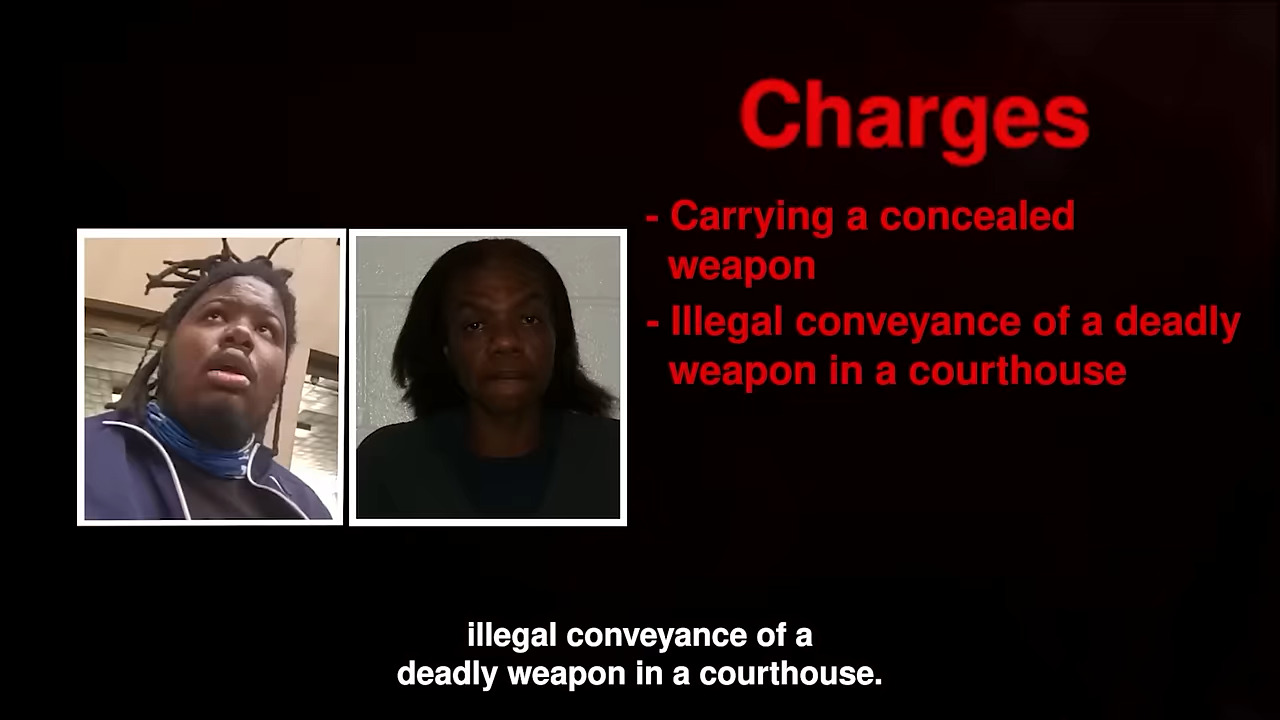 Charges
- Carrying a concealed
weapon
- Illegal conveyance of a deadly
weapon in a courthouse
illegal conveyance of a
deadly weapon in a courthouse.